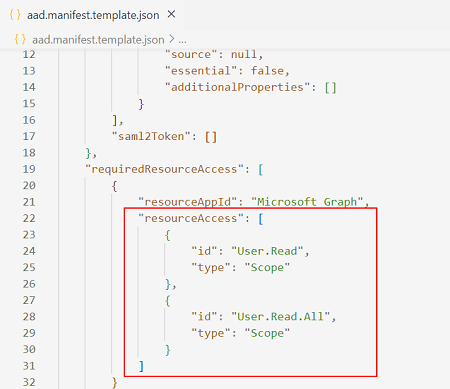 { } aad.manifest.template.json ×
{ } aad.manifest.template.json > ...
12 "source": null,
13 "essential": false,
14 "additionalProperties": []
15 }
16 ],
17 "saml2Token": []
18 },
19 "requiredResourceAccess": [
20 {
21 "resourceAppId": "Microsoft Graph",
22 "resourceAccess": [
23 {
24 "id": "User.Read",
25 "type": "Scope"
26 },
27 {
28 "id": "User.Read.All",
29 "type": "Scope"
30 }
31 ]
32 }